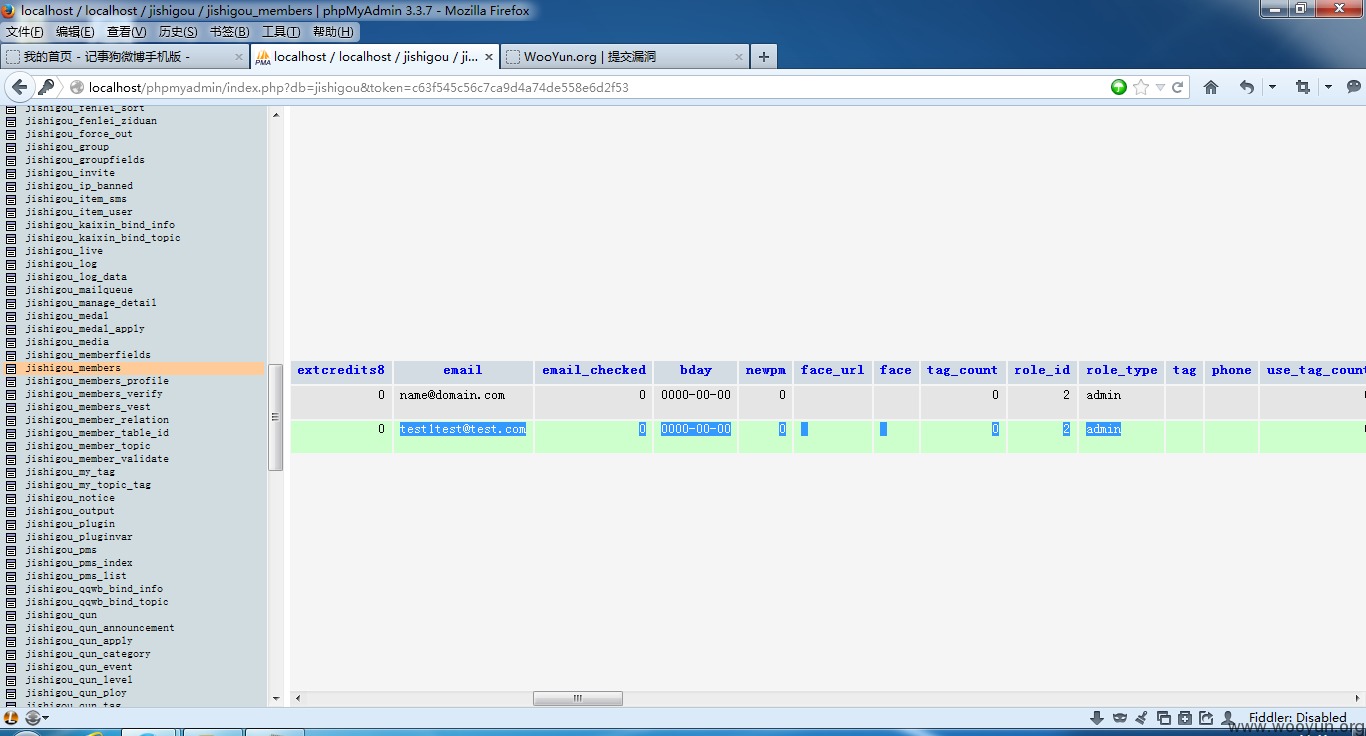 localhost / localhost / jishigou / jishigou_members | phpMyAdmin 3.3.7 - Mozilla Firefox
文件(F) 编辑(E) 查看(V) 历史(S) 书签(B) 工具(T) 帮助(H)
我的首页 - 记事狗微博手机版 - × localhost / localhost / jishigou / ji... × WooYun.org | 提交漏洞 × +
localhost/phpmyadmin/index.php?db=jishigou&token=c63f545c56c7ca9d4a74de558e6d2f53
jishigou_fenlei_sort
jishigou_fenlei_ziduan
jishigou_force_out
jishigou_group
jishigou_groupfields
jishigou_invite
jishigou_ip_banned
jishigou_item_sms
jishigou_item_user
jishigou_kaixin_bind_info
jishigou_kaixin_bind_topic
jishigou_live
jishigou_log
jishigou_log_data
jishigou_mailqueue
jishigou_manage_detail
jishigou_medal
jishigou_medal_apply
jishigou_media
jishigou_memberfields
jishigou_members
jishigou_members_profile
jishigou_members_verify
jishigou_members_vest
jishigou_member_relation
jishigou_member_table_id
jishigou_member_topic
jishigou_member_validate
jishigou_my_tag
jishigou_my_topic_tag
jishigou_notice
jishigou_output
jishigou_plugin
jishigou_pluginvar
jishigou_pms
jishigou_pms_index
jishigou_pms_list
jishigou_qqwb_bind_info
jishigou_qqwb_bind_topic
jishigou_qun
jishigou_qun_announcement
jishigou_qun_apply
jishigou_qun_category
jishigou_qun_event
jishigou_qun_level
jishigou_qun_ploy
jishigou_qun_tag
extcredits8 email email_checked bday newpm face_url face tag_count role_id role_type tag phone use_tag_count
0 name@domain.com 0 0000-00-00 0 0 2 admin
0 test1test@test.com 0 0000-00-00 0 0 2 admin
Fiddler: Disabled
www.wooyun.org